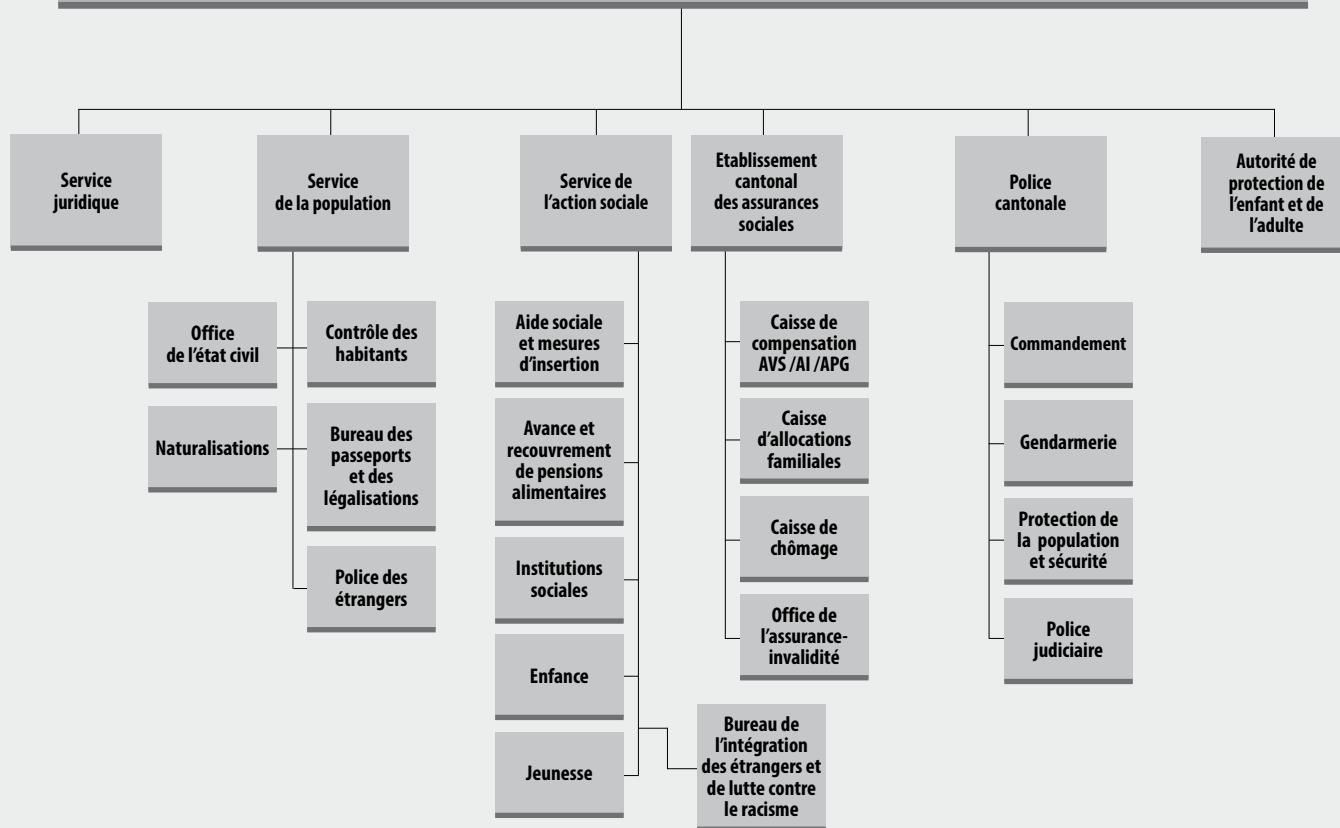 Service
juridique
Service
de la population
Service de
l'action sociale
Etablissement
cantonal
des assurances
sociales
Police
cantonale
Autorité de
protection de
l'enfant et de
l'adulte
Office
de l'état civil
Contrôle des
habitants
Naturalisations
Bureau des
passeports
et des
légalisations
Police des
étrangers
Aide sociale
et mesures
d'insertion
Avance et
recouvrement
de pensions
alimentaires
Institutions
sociales
Enfance
Jeunesse
Bureau de
l'intégration
des étrangers et
de lutte contre
le racisme
Caisse de
compensation
AVS /AI /APG
Caisse
d'allocations
familiales
Caisse de
chômage
Office de
l'assurance-
invalidité
Commandement
Gendarmerie
Protection de
la population
et sécurité
Police
judiciaire